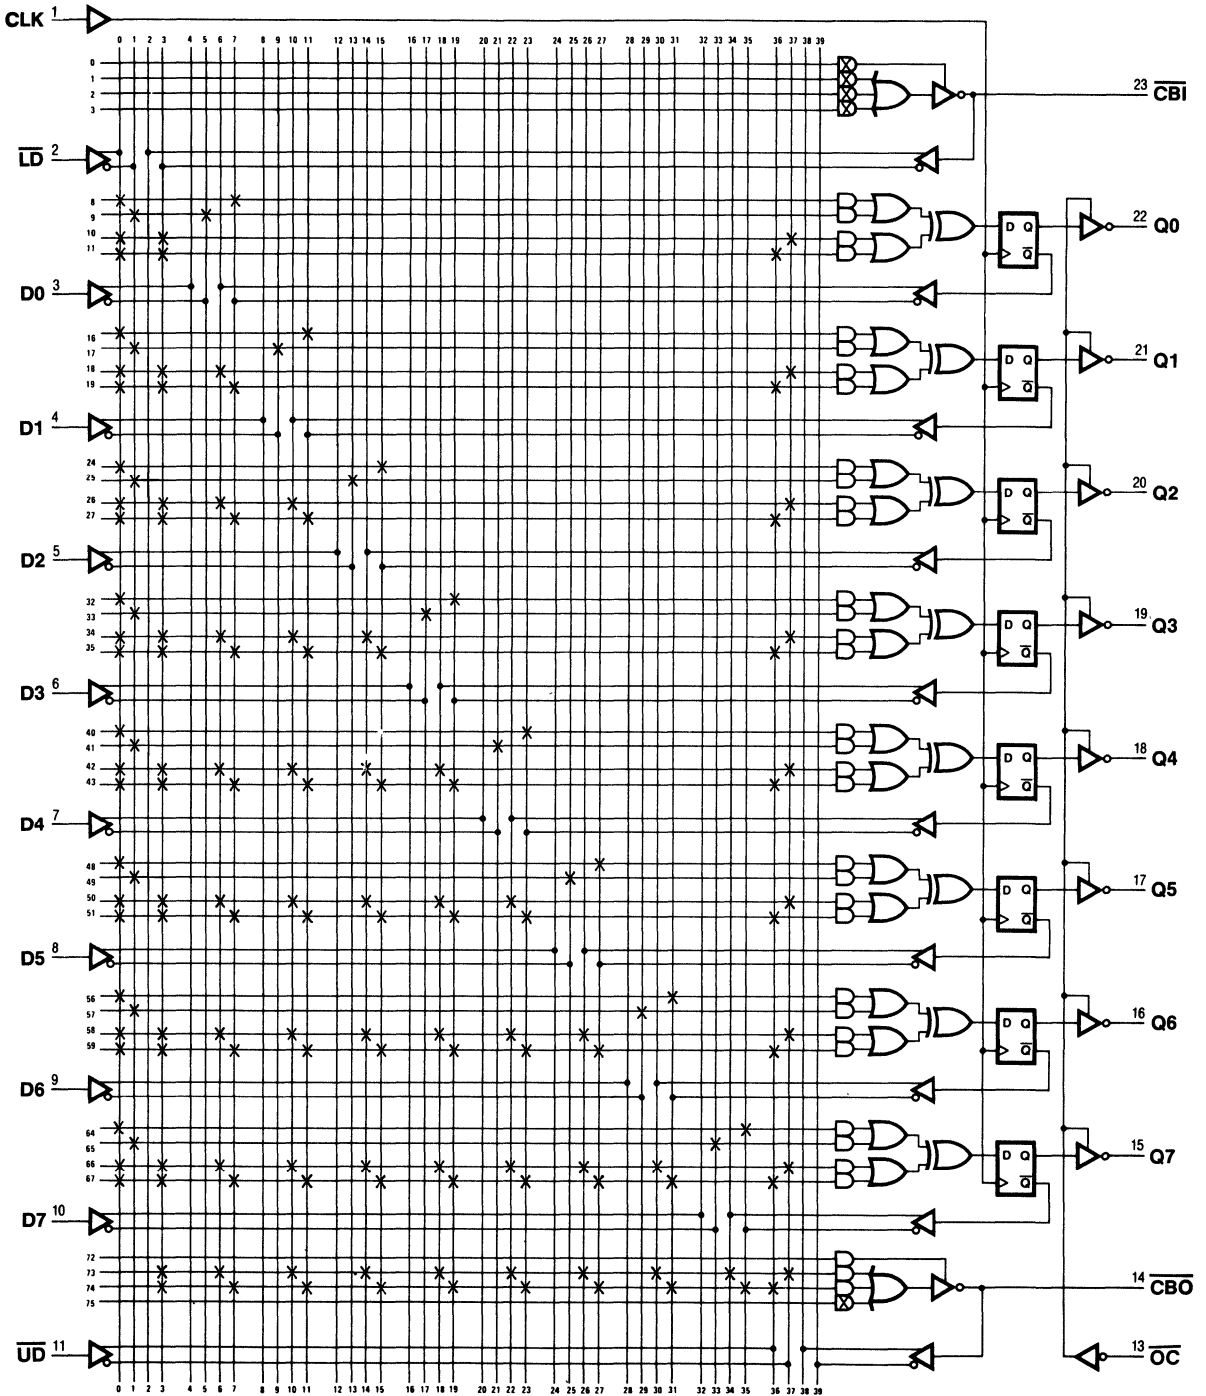 CLK 1
0 1 2 3 4 5 6 7 8 9 10 11 12 13 14 15 16 17 18 19 20 21 22 23 24 25 26 27 28 29 30 31 32 33 34 35 36 37 38 39
0
1
2
3
23 CBI
LD 2
8
9
10
11
D Q
Q
22 Q0
D0 3
16
17
18
19
D Q
Q
21 Q1
D1 4
24
25
26
27
D Q
Q
20 Q2
D2 5
32
33
34
35
D Q
Q
19 Q3
D3 6
40
41
42
43
D Q
Q
18 Q4
D4 7
48
49
50
51
D Q
Q
17 Q5
D5 8
56
57
58
59
D Q
Q
16 Q6
D6 9
64
65
66
67
D Q
Q
15 Q7
D7 10
72
73
74
75
14 CBO
UD 11
13 OC
0 1 2 3 4 5 6 7 8 9 10 11 12 13 14 15 16 17 18 19 20 21 22 23 24 25 26 27 28 29 30 31 32 33 34 35 36 37 38 39